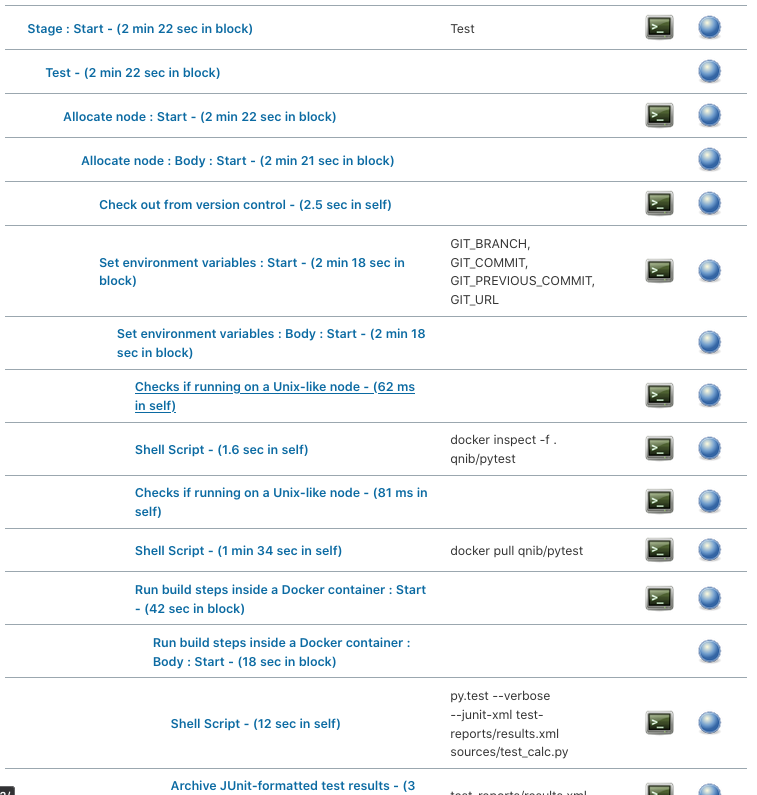 Stage : Start - (2 min 22 sec in block)
Test
Test - (2 min 22 sec in block)
Allocate node : Start - (2 min 22 sec in block)
Allocate node : Body : Start - (2 min 21 sec in block)
Check out from version control - (2.5 sec in self)
Set environment variables : Start - (2 min 18 sec in
block)
GIT_BRANCH,
GIT_COMMIT,
GIT_PREVIOUS_COMMIT,
GIT_URL
Set environment variables : Body : Start - (2 min 18
sec in block)
Checks if running on a Unix-like node - (62 ms
in self)
Shell Script - (1.6 sec in self)
docker inspect -f .
qnib/pytest
Checks if running on a Unix-like node - (81 ms in
self)
Shell Script - (1 min 34 sec in self)
docker pull qnib/pytest
Run build steps inside a Docker container : Start
- (42 sec in block)
Run build steps inside a Docker container :
Body : Start - (18 sec in block)
Shell Script - (12 sec in self)
py.test --verbose
--junit-xml test-
reports/results.xml
sources/test_calc.py
Archive JUnit-formatted test results - (3
test-reports/results.xml